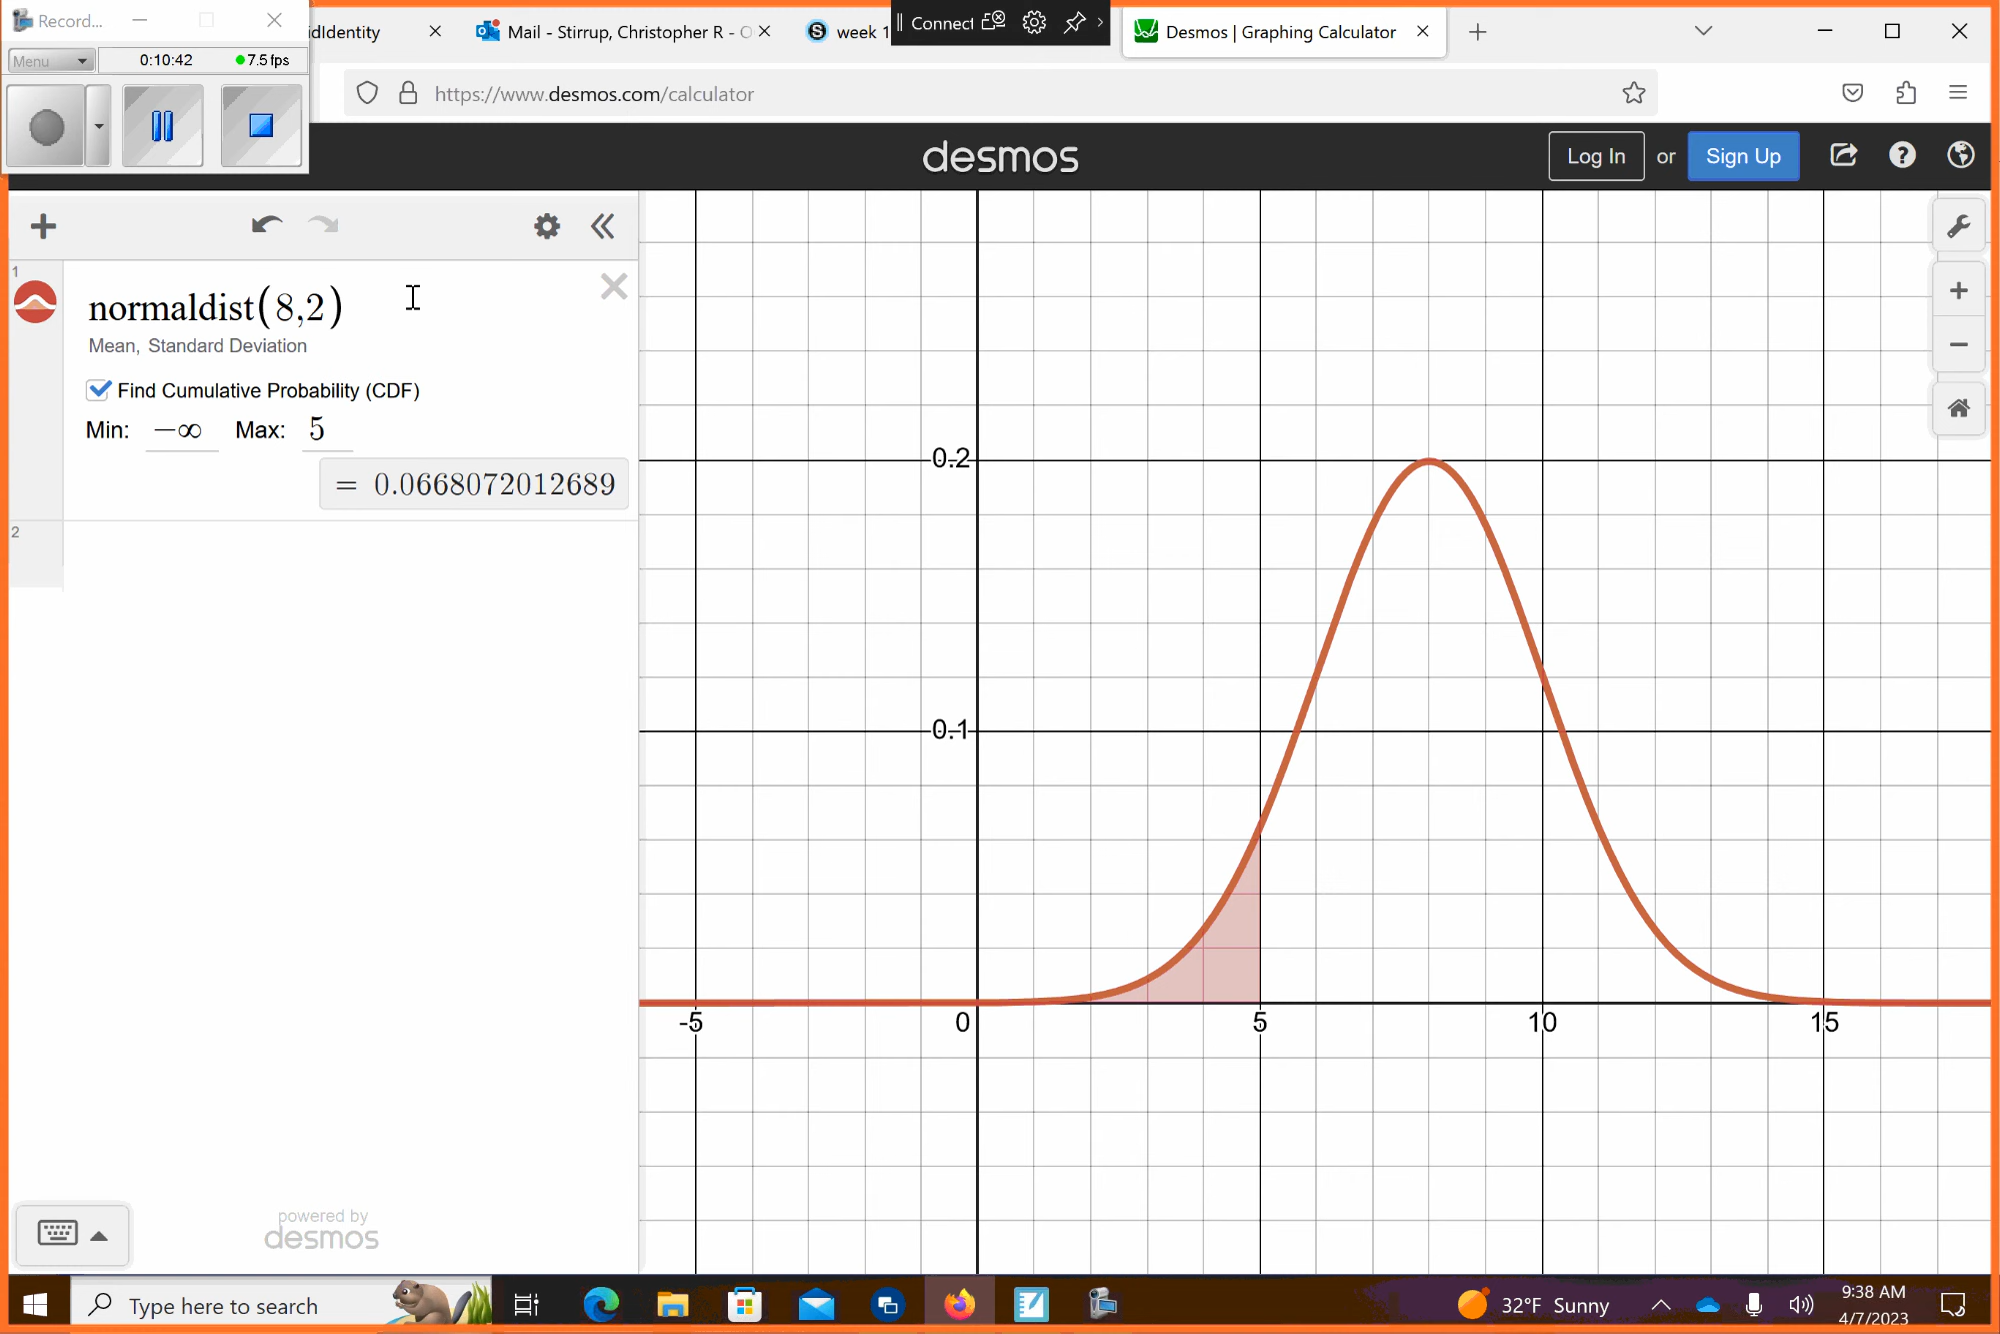 Record...
Menu
0:10:42
7.5 fps
idIdentity
Mail - Stirrup, Christopher R - O
week 1
Connect
Desmos | Graphing Calculator
https://www.desmos.com/calculator
desmos
Log In
or
Sign Up
1
normaldist(8,2)
Mean, Standard Deviation
Find Cumulative Probability (CDF)
Min: −∞ Max: 5
= 0.0668072012689
2
0.2
0.1
-5
0
5
10
15
powered by
desmos
Type here to search
32°F Sunny
9:38 AM
4/7/2023